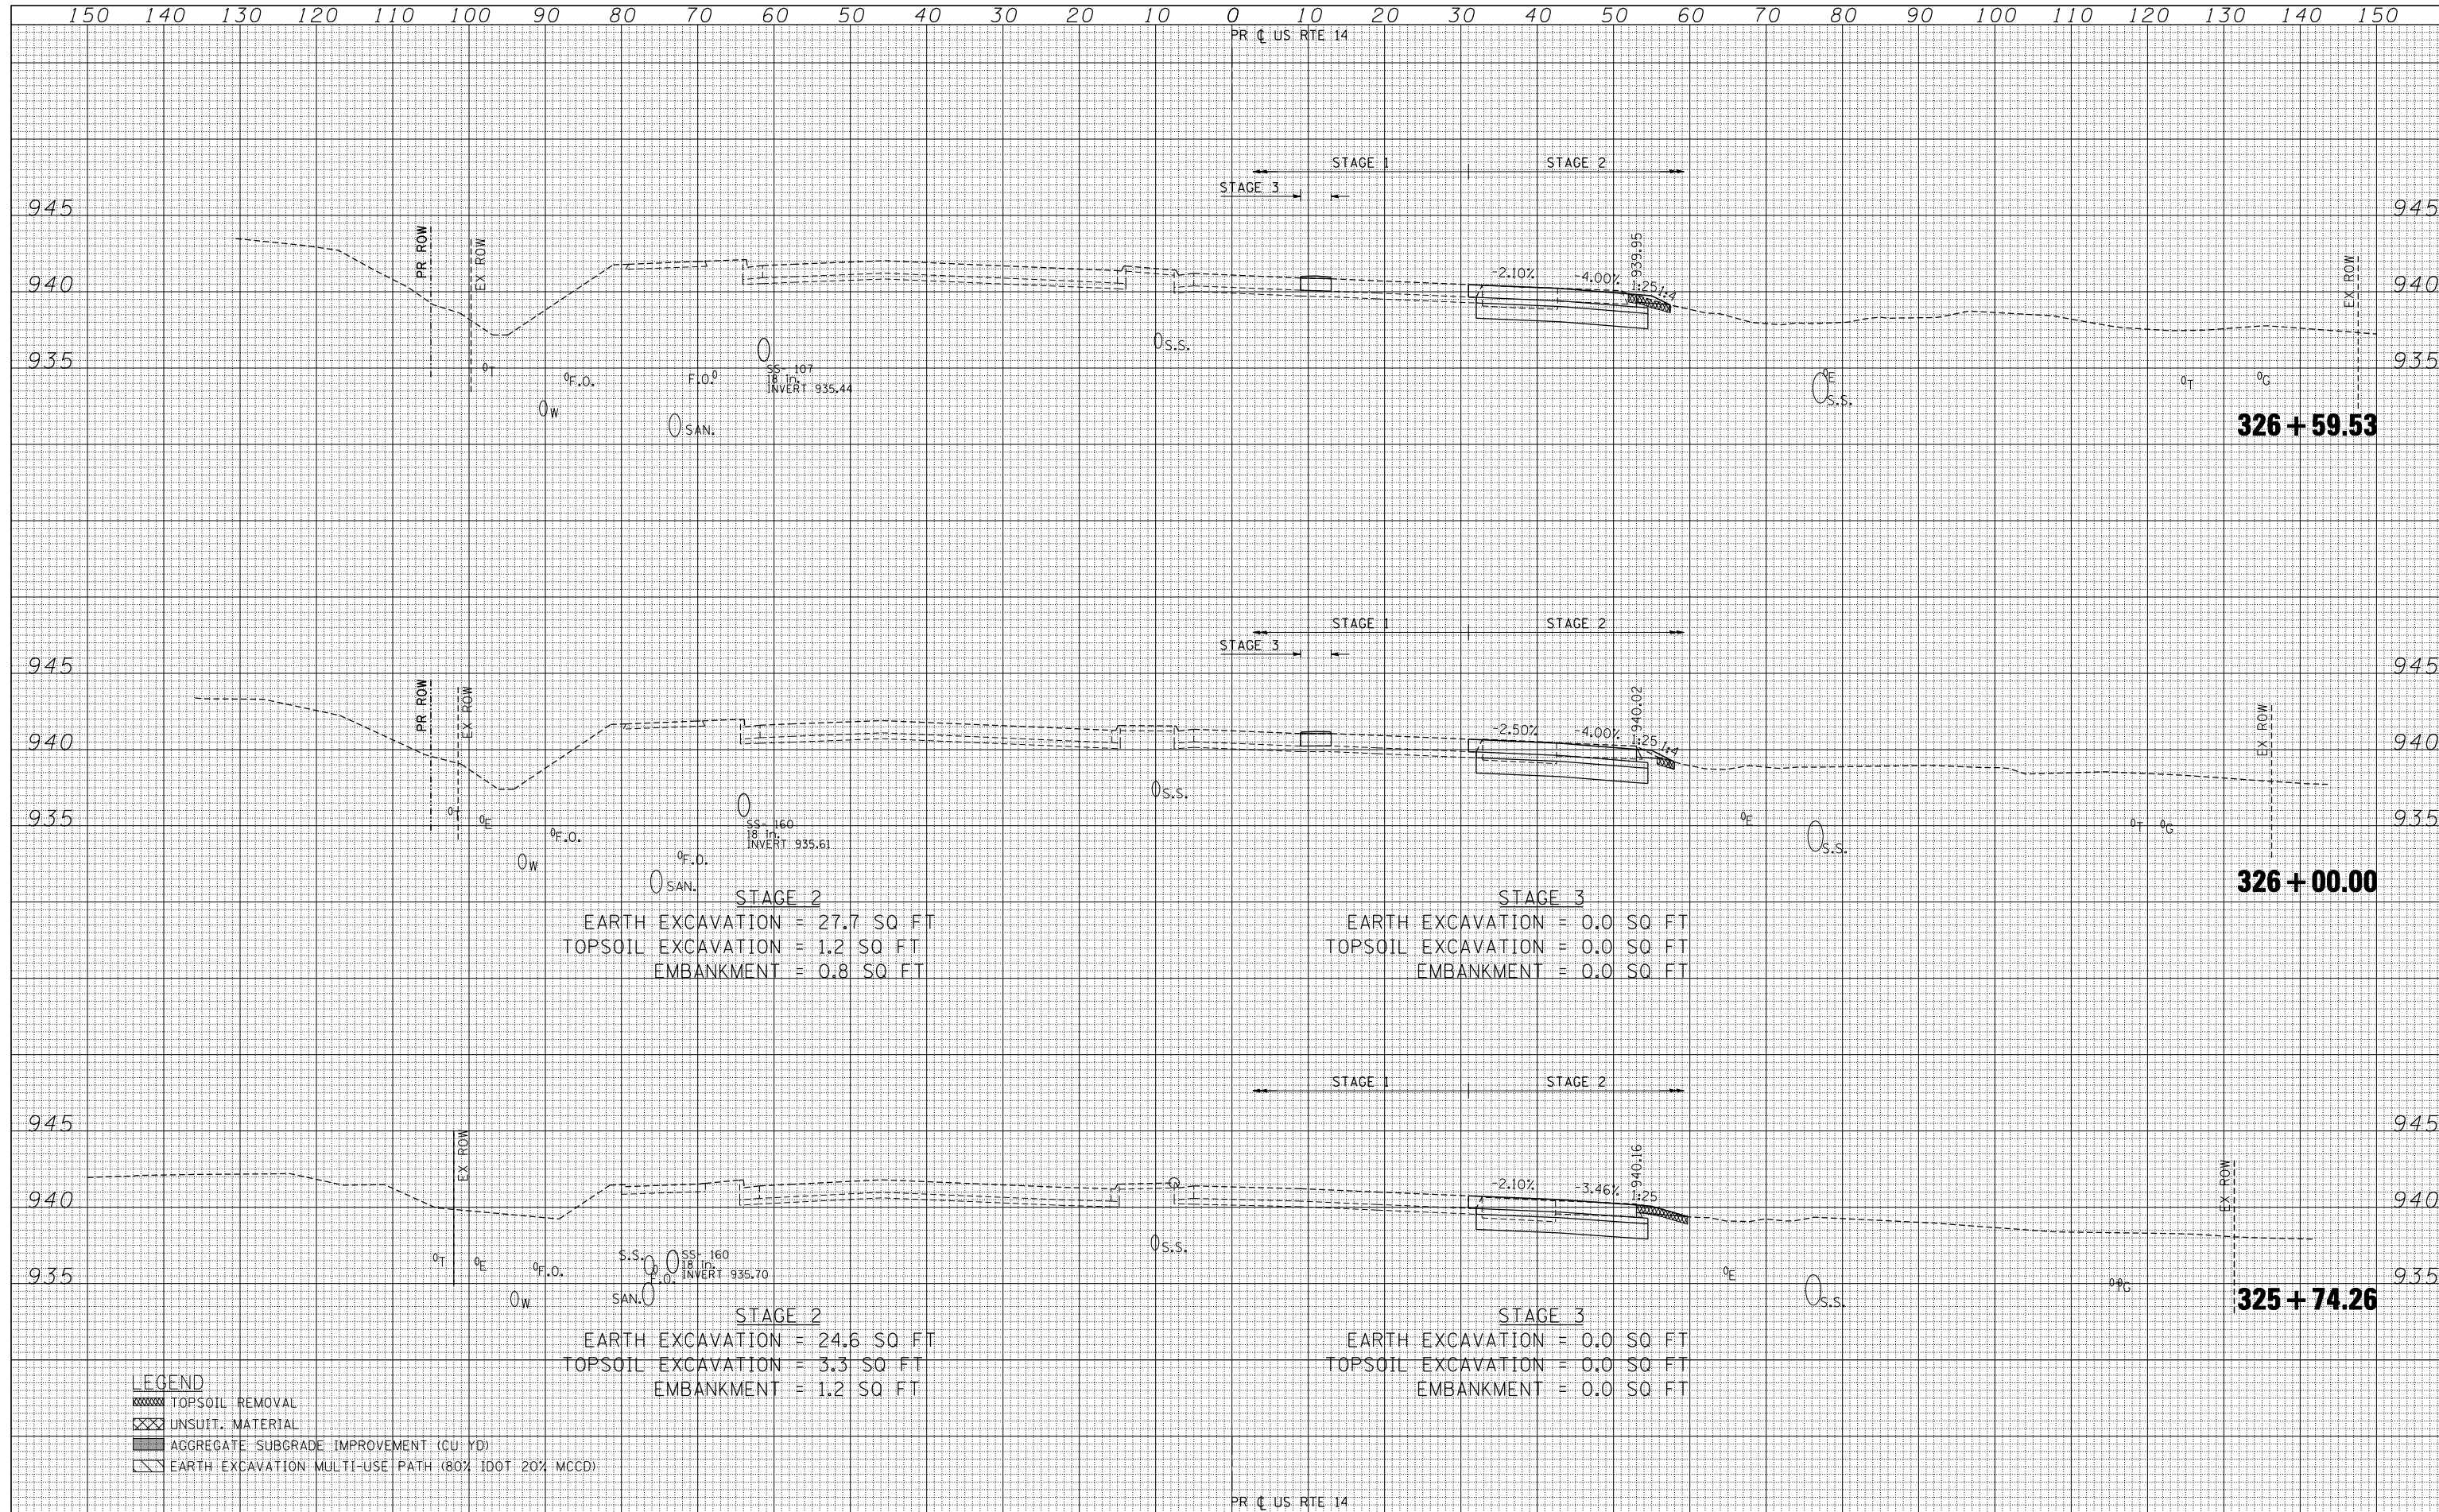 150 140 130 120 110 100 90 80 70 60 50 40 30 20 10 0 10 20 30 40 50 60 70 80 90 100 110 120 130 140 150
PR ℄ US RTE 14
STAGE 1
STAGE 2
STAGE 3
945
945
PR ROW
EX ROW
939.95
EX ROW
-2.10%
-4.00%
1:25
1:4
940
940
S.S.
935
935
T
F.O.
F.O.
SS- 107
18 in.
INVERT 935.44
E
S.S.
T
G
W
SAN.
326+59.53
STAGE 1
STAGE 2
STAGE 3
945
945
PR ROW
EX ROW
940.02
EX ROW
-2.50%
-4.00%
1:25
1:4
940
940
S.S.
935
935
T
E
F.O.
SS- 160
18 in.
INVERT 935.61
E
S.S.
T
G
W
F.O.
SAN.
326+00.00
STAGE 2
EARTH EXCAVATION = 27.7 SQ FT
TOPSOIL EXCAVATION = 1.2 SQ FT
EMBANKMENT = 0.8 SQ FT
STAGE 3
EARTH EXCAVATION = 0.0 SQ FT
TOPSOIL EXCAVATION = 0.0 SQ FT
EMBANKMENT = 0.0 SQ FT
STAGE 1
STAGE 2
945
945
EX ROW
940.16
EX ROW
-2.10%
-3.46%
1:25
940
940
S.S.
T
E
F.O.
S.S.
F.O.
SS- 160
18 in.
INVERT 935.70
935
935
E
S.S.
G
W
SAN.
325+74.26
STAGE 2
EARTH EXCAVATION = 24.6 SQ FT
TOPSOIL EXCAVATION = 3.3 SQ FT
EMBANKMENT = 1.2 SQ FT
STAGE 3
EARTH EXCAVATION = 0.0 SQ FT
TOPSOIL EXCAVATION = 0.0 SQ FT
EMBANKMENT = 0.0 SQ FT
LEGEND
TOPSOIL REMOVAL
UNSUIT. MATERIAL
AGGREGATE SUBGRADE IMPROVEMENT (CU YD)
EARTH EXCAVATION MULTI-USE PATH (80% IDOT 20% MCCD)
PR ℄ US RTE 14